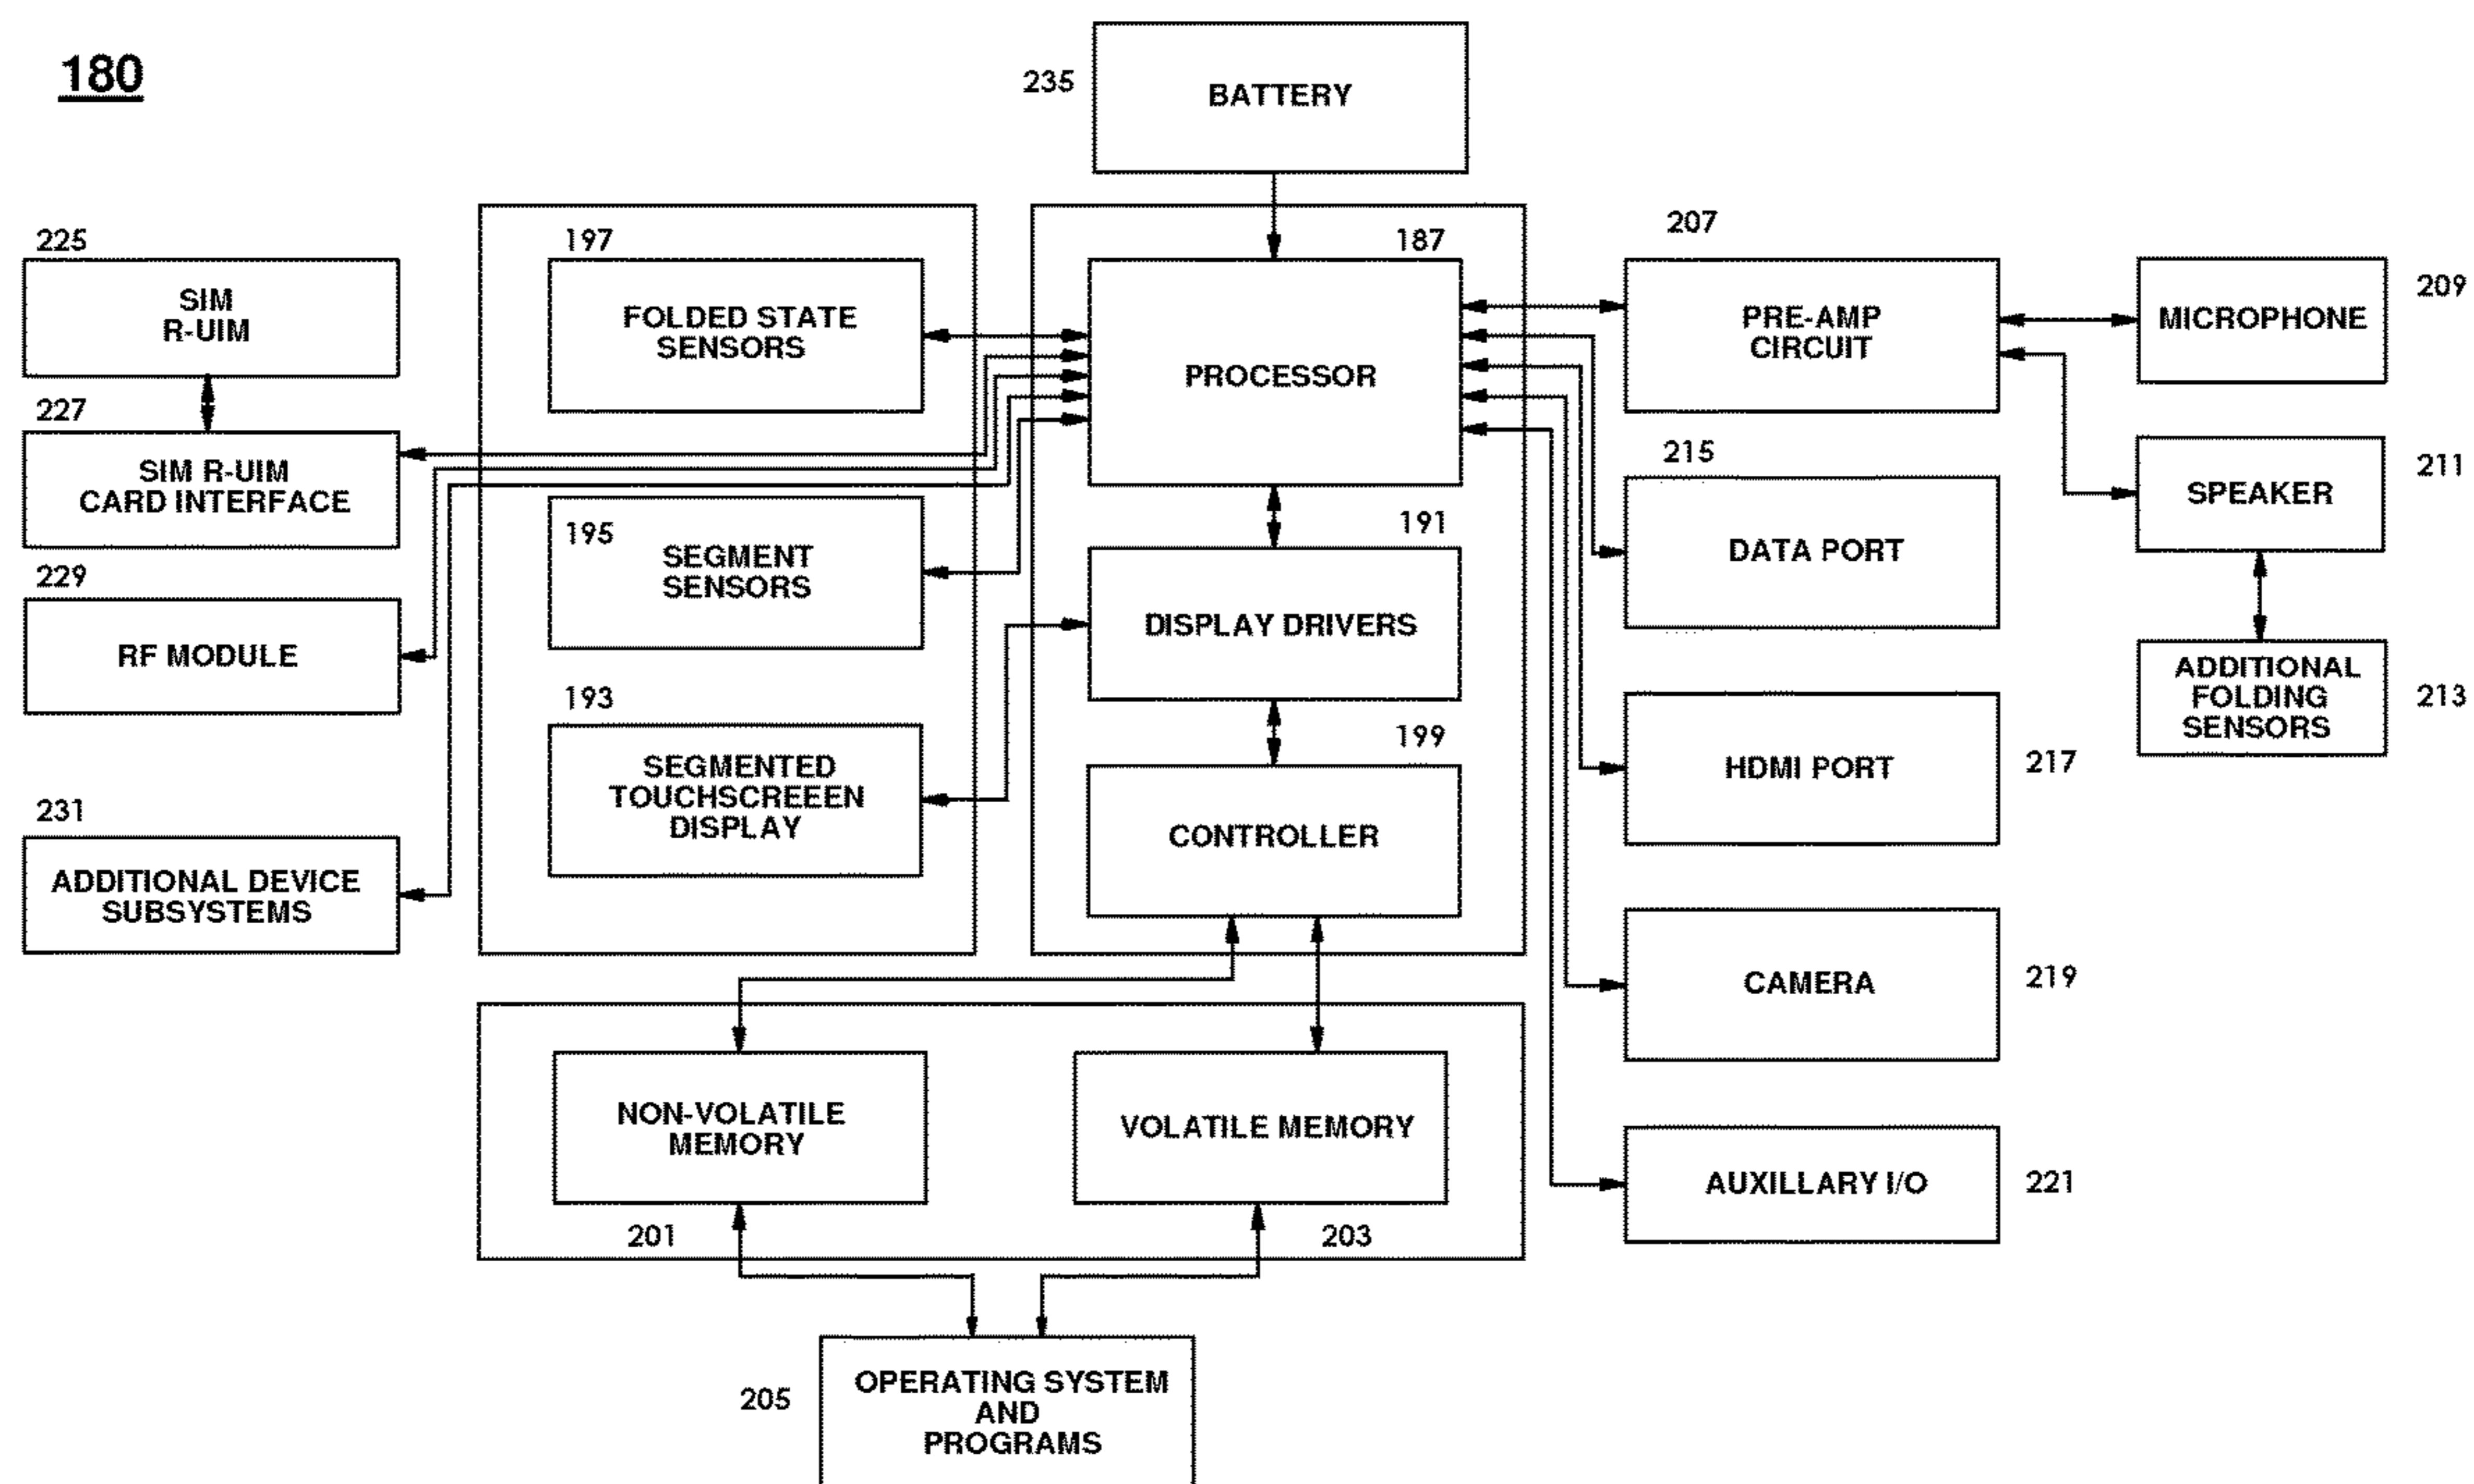 180
235
BATTERY
225
SIM
R-UIM
227
SIM R-UIM
CARD INTERFACE
229
RF MODULE
231
ADDITIONAL DEVICE
SUBSYSTEMS
197
FOLDED STATE
SENSORS
195
SEGMENT
SENSORS
193
SEGMENTED
TOUCHSCREEEN
DISPLAY
187
PROCESSOR
191
DISPLAY DRIVERS
199
CONTROLLER
207
PRE-AMP
CIRCUIT
215
DATA PORT
HDMI PORT
217
CAMERA
219
AUXILLARY I/O
221
MICROPHONE
209
SPEAKER
211
ADDITIONAL
FOLDING
SENSORS
213
NON-VOLATILE
MEMORY
201
VOLATILE MEMORY
203
205
OPERATING SYSTEM
AND
PROGRAMS